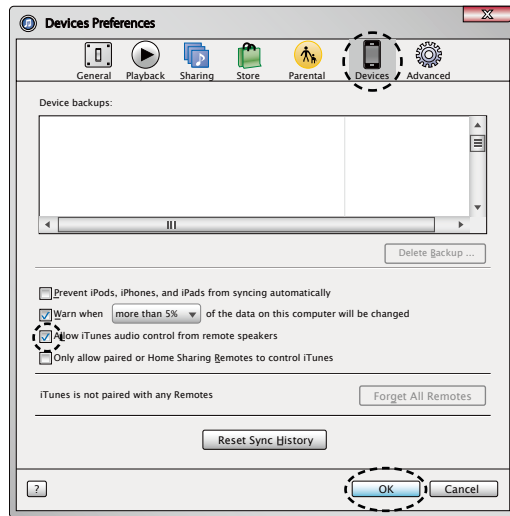 Devices Preferences
General Playback Sharing Store Parental Devices Advanced
Device backups:
Delete Backup ...
Prevent iPods, iPhones, and iPads from syncing automatically
Warn when more than 5% of the data on this computer will be changed
Allow iTunes audio control from remote speakers
Only allow paired or Home Sharing Remotes to control iTunes
iTunes is not paired with any Remotes Forget All Remotes
Reset Sync History
? OK Cancel